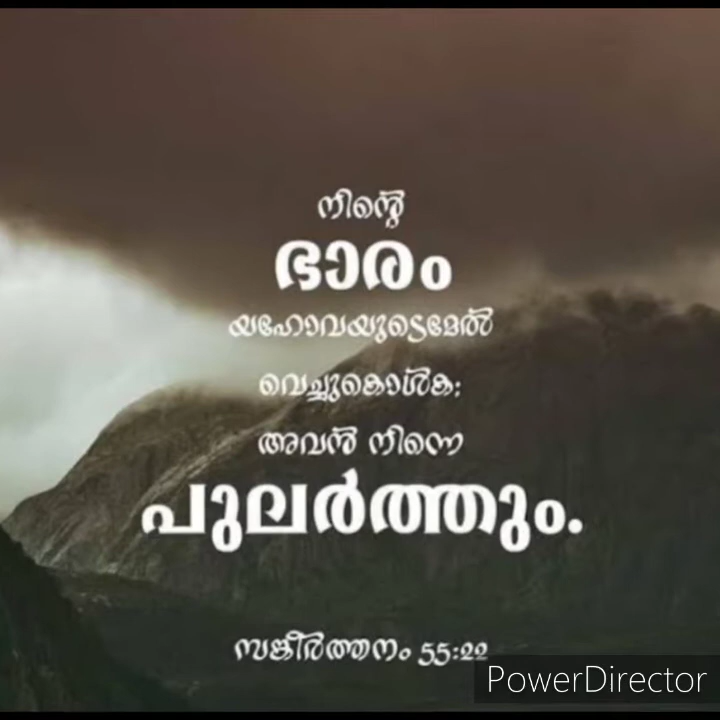 നിന്റെ
ഭാരം
യഹോവയുടെമേൽ
വെച്ചുകൊൾക;
അവൻ നിന്നെ
പുലർത്തും.
സങ്കീർത്തനം 55:22
PowerDirector